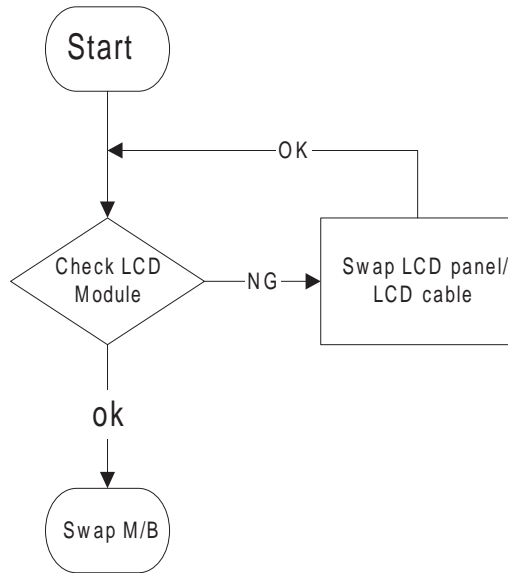 Start
OK
Check LCD
Module
NG
Swap LCD panel/
LCD cable
ok
Swap M/B